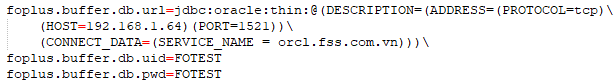 foplus.buffer.db.url=jdbc:oracle:thin:@(DESCRIPTION=(ADDRESS=(PROTOCOL=tcp)\
(HOST=192.168.1.64)(PORT=1521))\
(CONNECT_DATA=(SERVICE_NAME = orcl.fss.com.vn)))\
foplus.buffer.db.uid=FOTEST
foplus.buffer.db.pwd=FOTEST